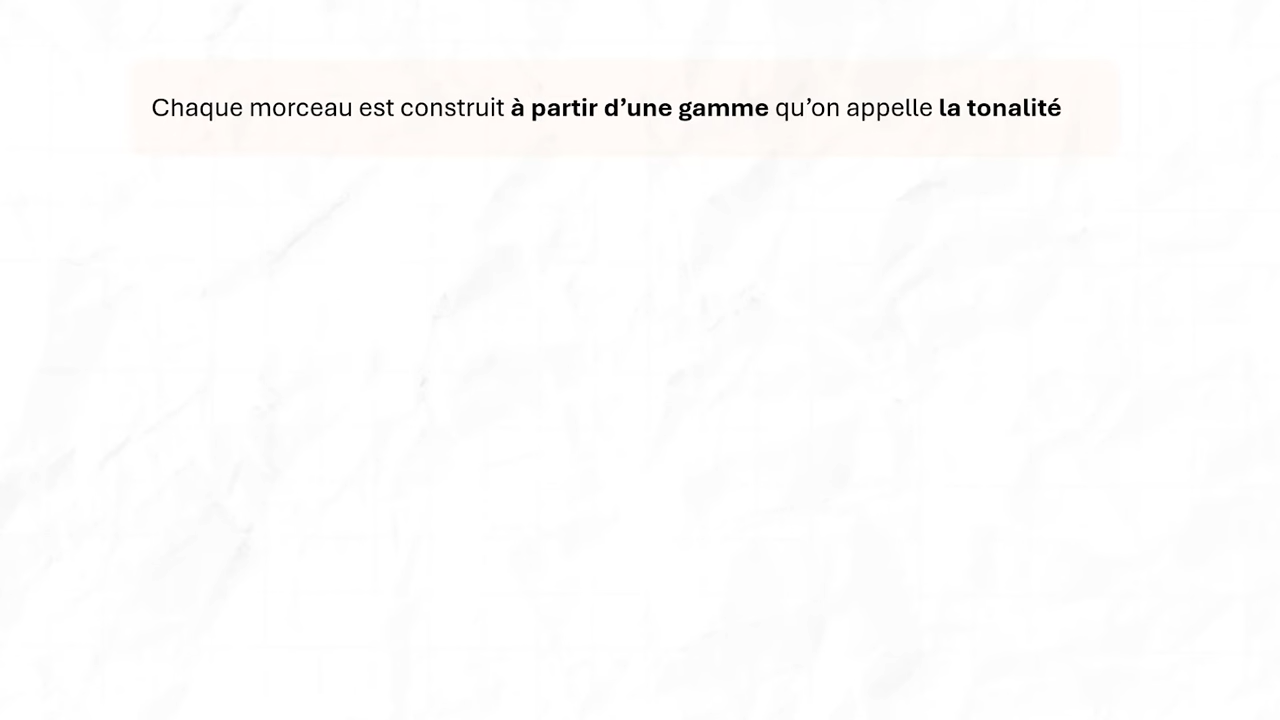 Chaque morceau est construit à partir d’une gamme qu’on appelle la tonalité